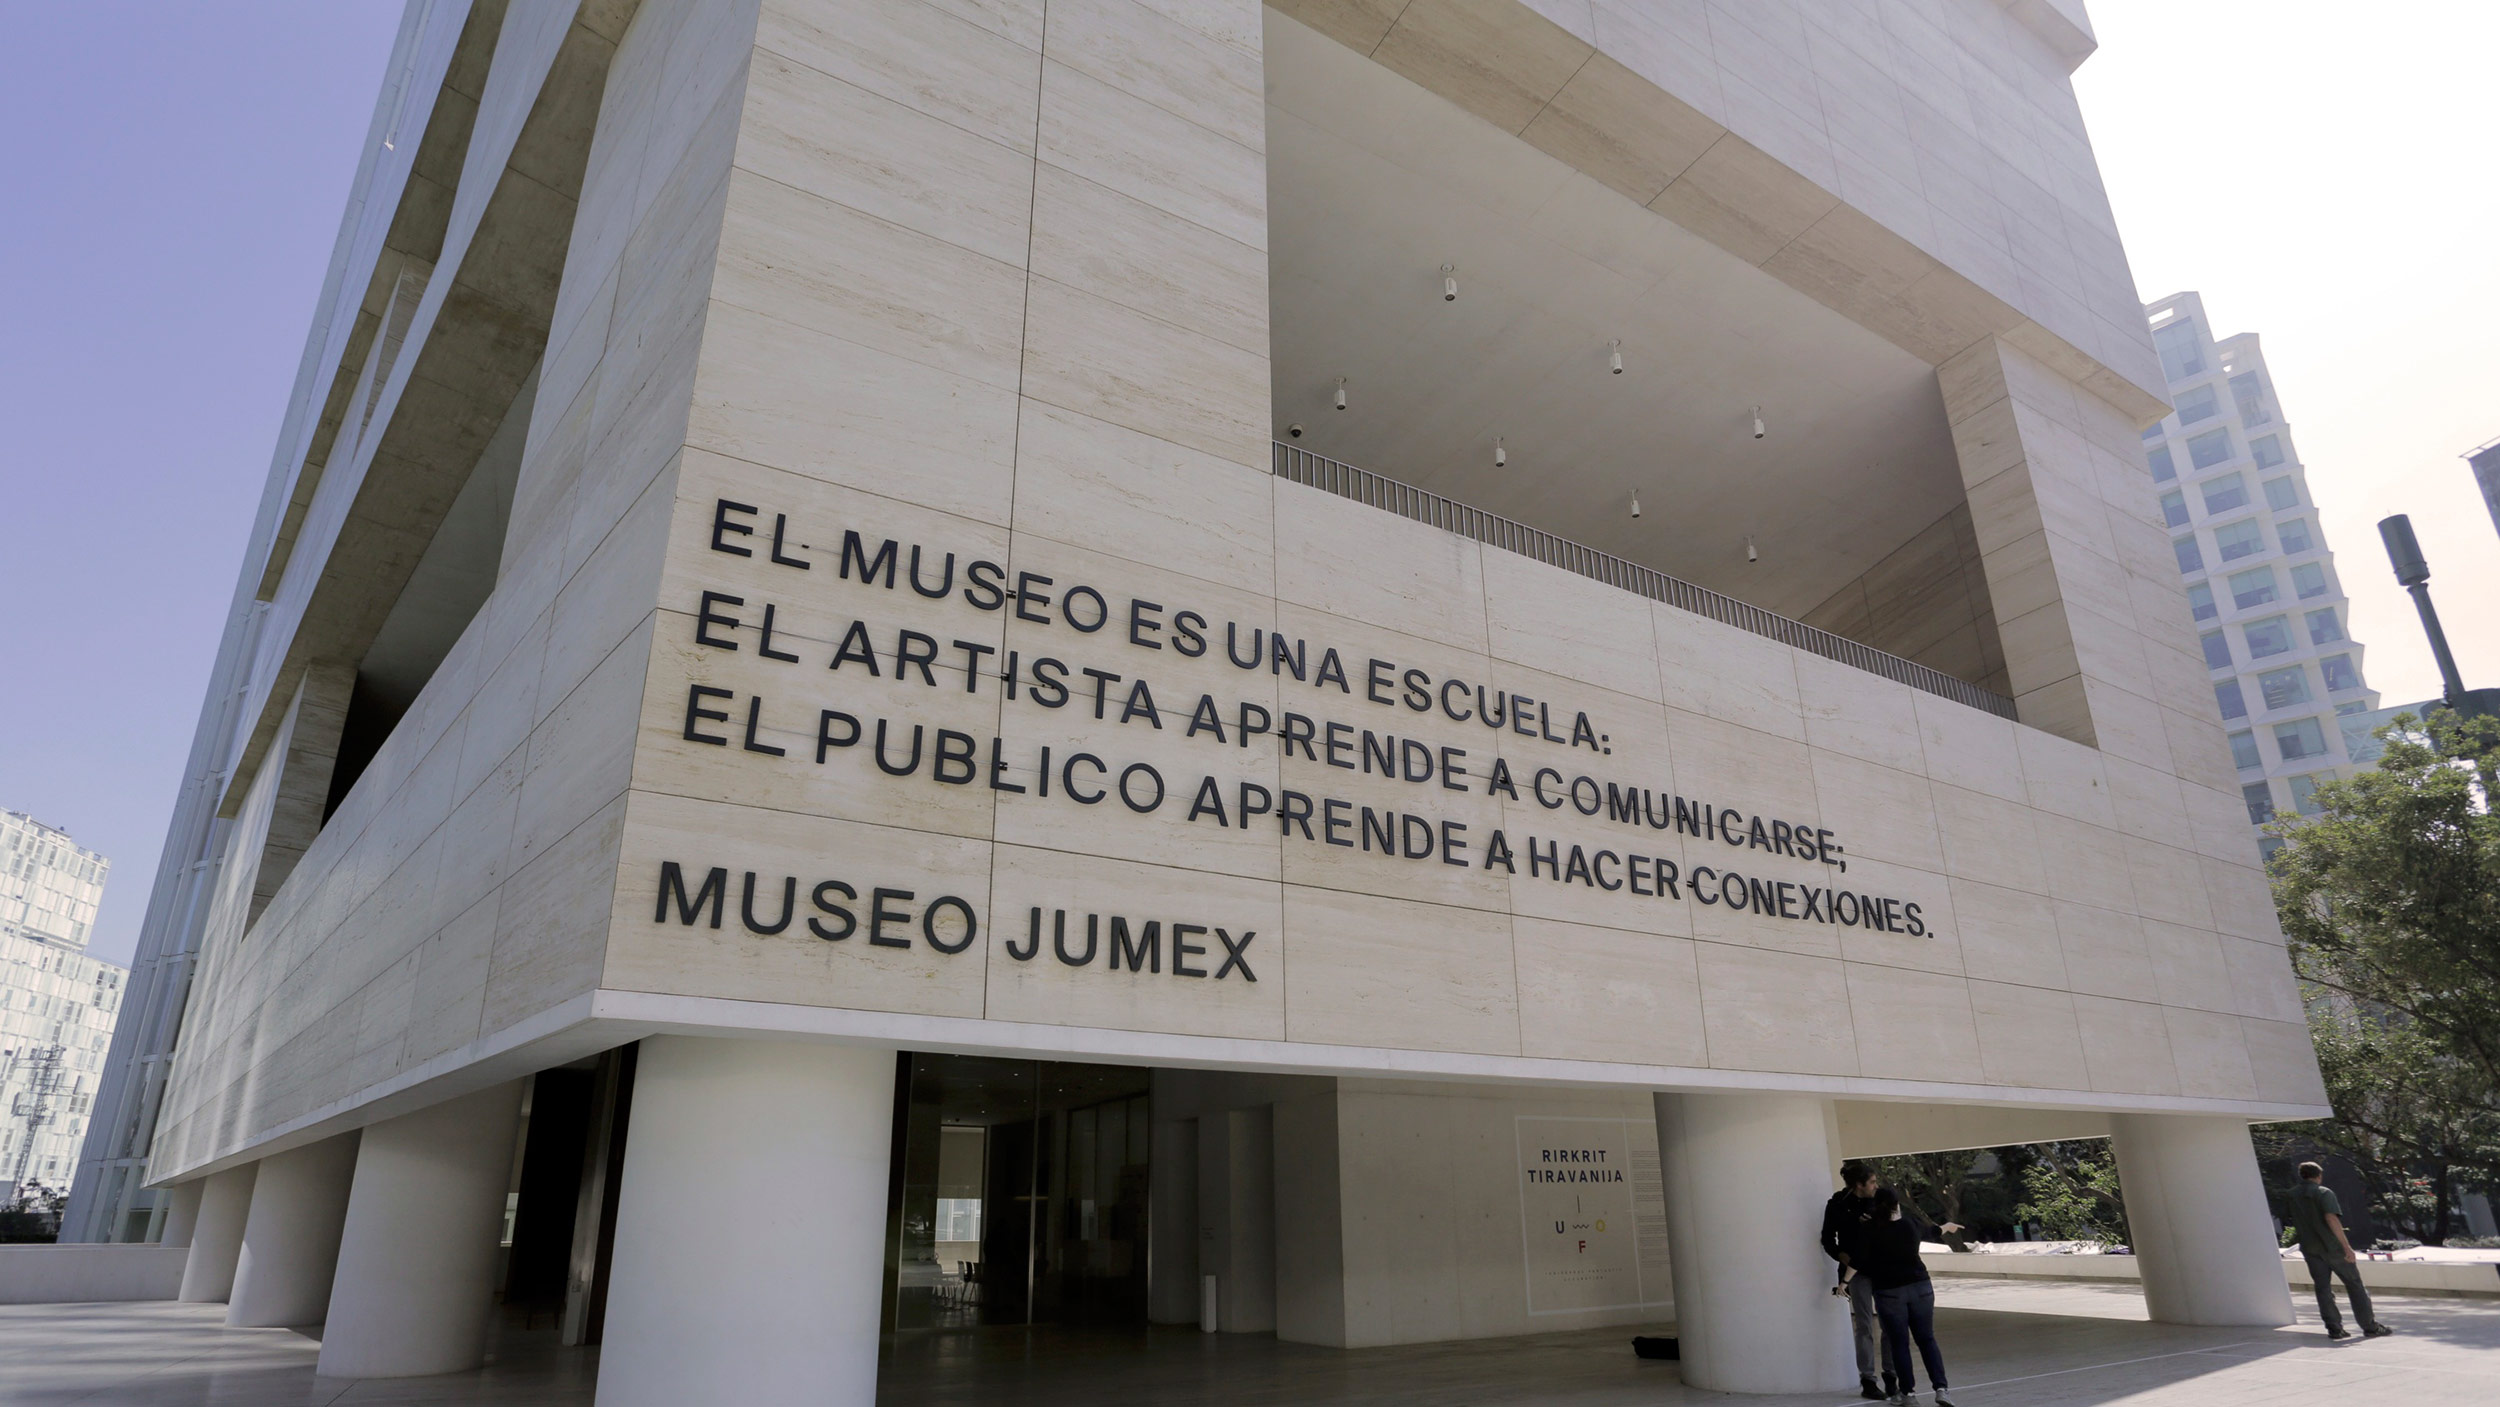 EL MUSEO ES UNA ESCUELA:
EL ARTISTA APRENDE A COMUNICARSE;
EL PUBLICO APRENDE A HACER CONEXIONES.
MUSEO JUMEX
RIRKRIT
TIRAVANIJA
U O
F